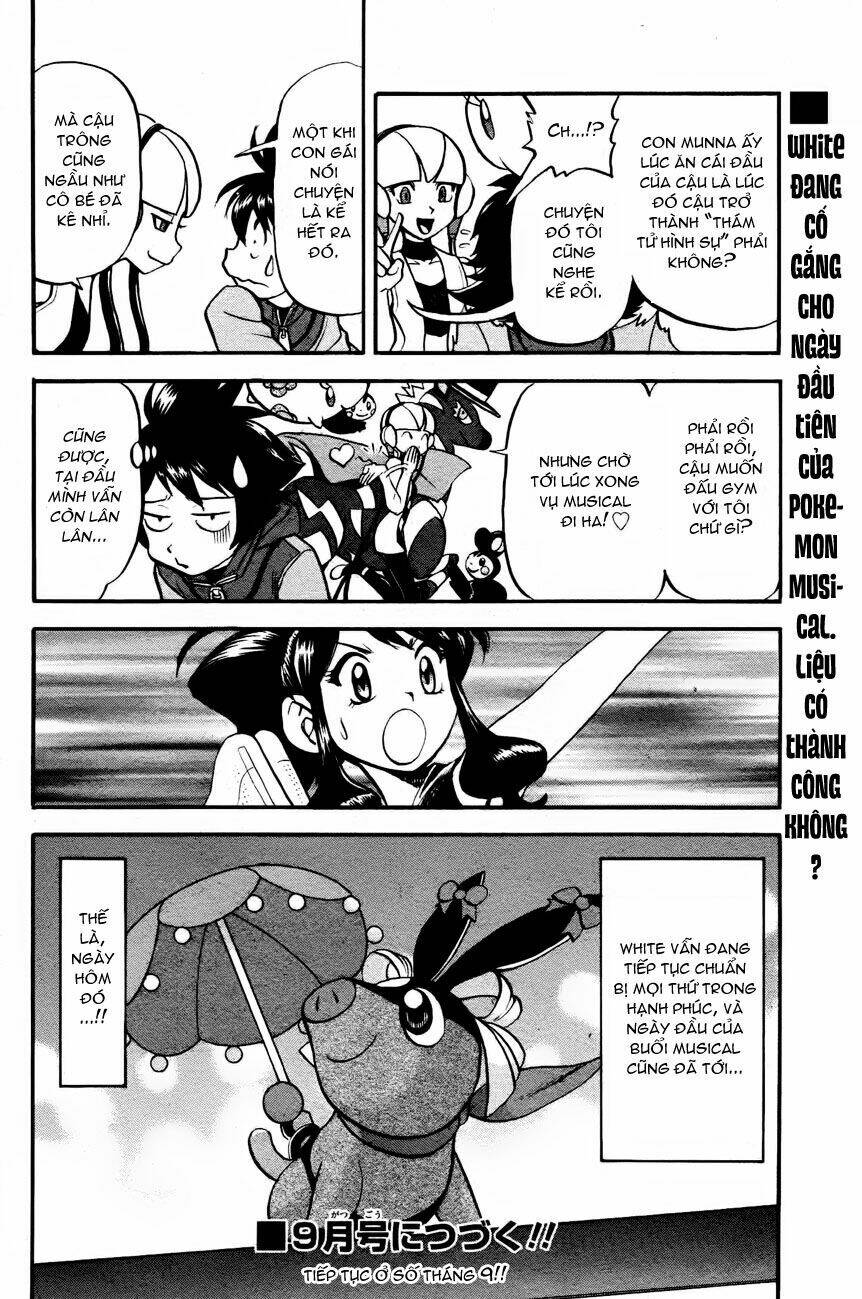 CH...!?
CON MUNNA ẤY
LÚC ĂN CÁI ĐẦU
CỦA CẬU LÀ LÚC
ĐÓ CẬU TRỞ
THÀNH “THÁM
TỬ HÌNH SỰ” PHẢI
KHÔNG?
CHUYỆN
ĐÓ TÔI
CŨNG
NGHE
KỂ RỒI.
MỘT KHI
CON GÁI
NÓI
CHUYỆN
LÀ KỂ
HẾT RA
ĐÓ.
MÀ CẬU
TRÔNG
CŨNG
NGẦU NHƯ
CÔ BÉ ĐÃ
KÊ NHỈ.
PHẢI RỒI
PHẢI RỒI,
CẬU MUỐN
ĐẤU GYM
VỚI TÔI
CHỨ GÌ?
NHƯNG CHỜ
TỚI LÚC XONG
VỤ MUSICAL
ĐI HA!♡
CŨNG
ĐƯỢC,
TẠI ĐẦU
MÌNH VẪN
CÒN LÂN
LÂN...
WHITE VẪN ĐANG
TIẾP TỤC CHUẨN
BỊ MỌI THỨ TRONG
HẠNH PHÚC, VÀ
NGÀY ĐẦU CỦA
BUỔI MUSICAL
CŨNG ĐÃ TỚI...
THẾ
LÀ,
NGÀY
HÔM
ĐÓ
...!!
■9月号につづく!!
がつ ごう
TIẾP TỤC Ở SỐ THÁNG 9!!
■
White
ĐANG
CỐ
GẮNG
CHO
NGÀY
ĐẦU
tiÊN
CỦA
POKE-
MON
MUSi-
CAL.
LIỆU
CÓ
tHÀNH
CÔNG
KHÔNG
?